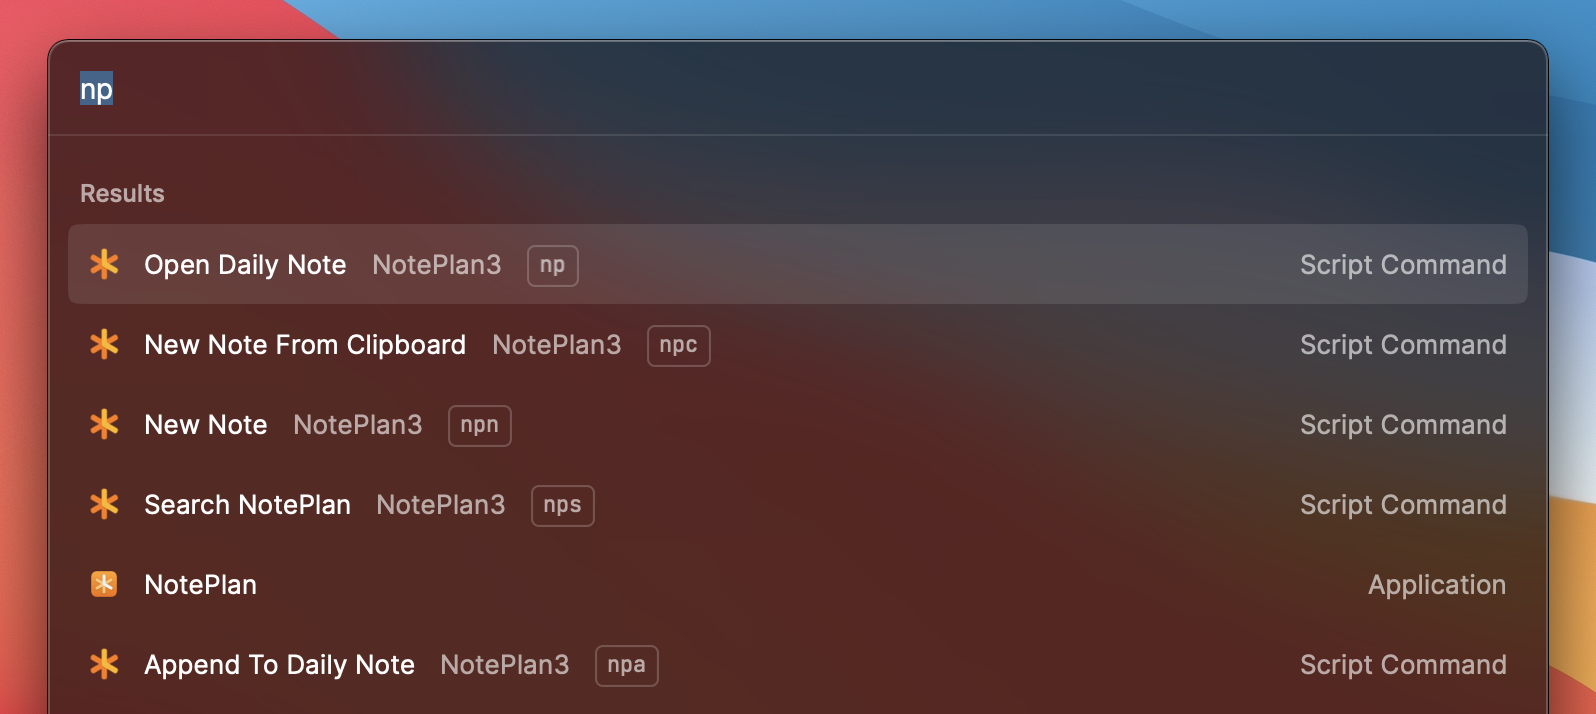 np
Results
Open Daily Note NotePlan3 np Script Command
New Note From Clipboard NotePlan3 npc Script Command
New Note NotePlan3 npn Script Command
Search NotePlan NotePlan3 nps Script Command
NotePlan Application
Append To Daily Note NotePlan3 npa Script Command